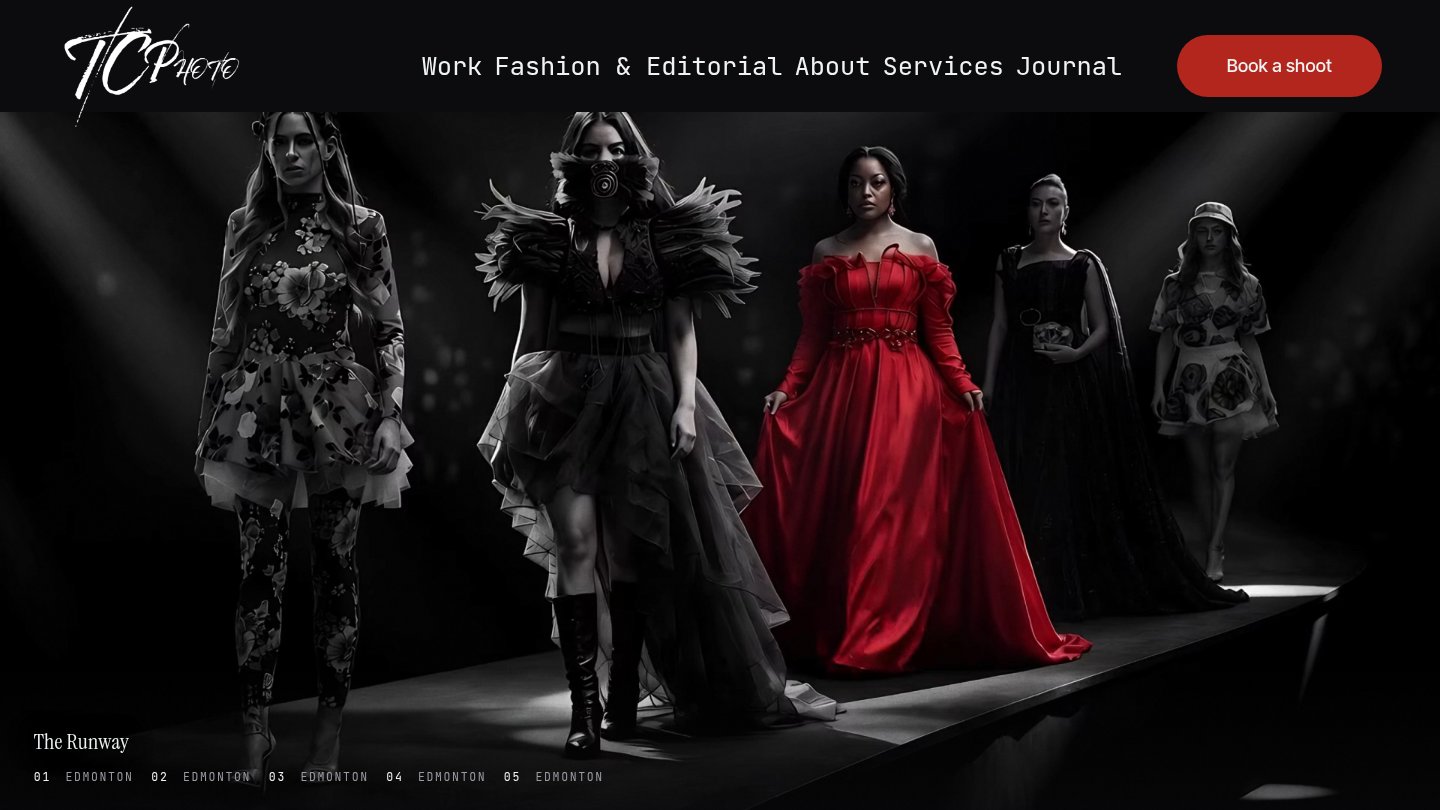 TCPHOTO
Work Fashion & Editorial About Services Journal
Book a shoot
The Runway
01 EDMONTON 02 EDMONTON 03 EDMONTON 04 EDMONTON 05 EDMONTON